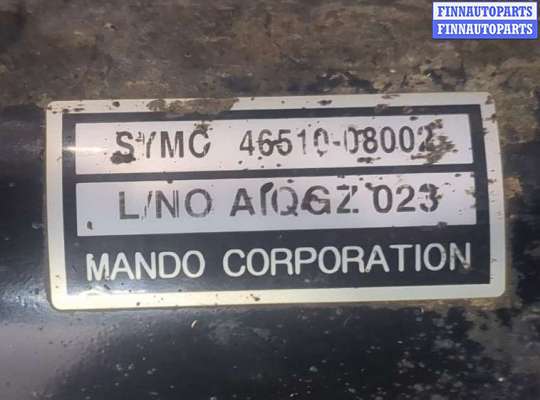 FINNAUTOPARTS
FINNAUTOPARTS
SYMC 46510-08002
L/NO AIQGZ 023
MANDO CORPORATION